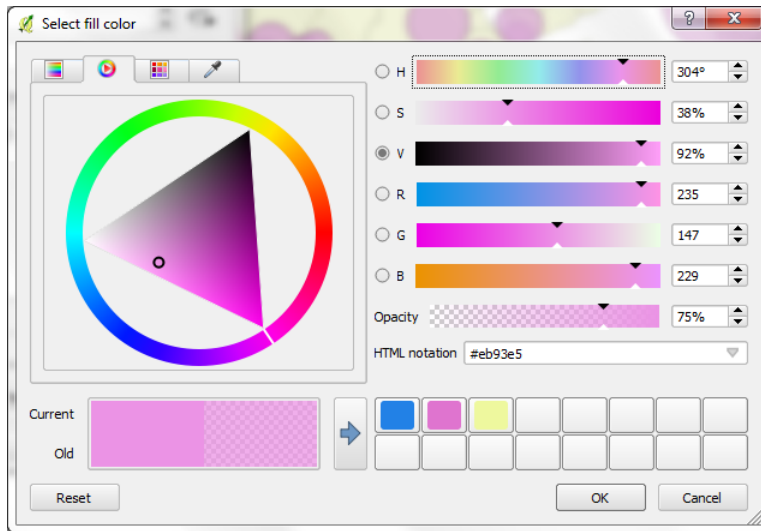 Select fill color
?
H
304°
S
38%
V
92%
R
235
G
147
B
229
Opacity
75%
HTML notation
#eb93e5
Current
Old
Reset
OK
Cancel